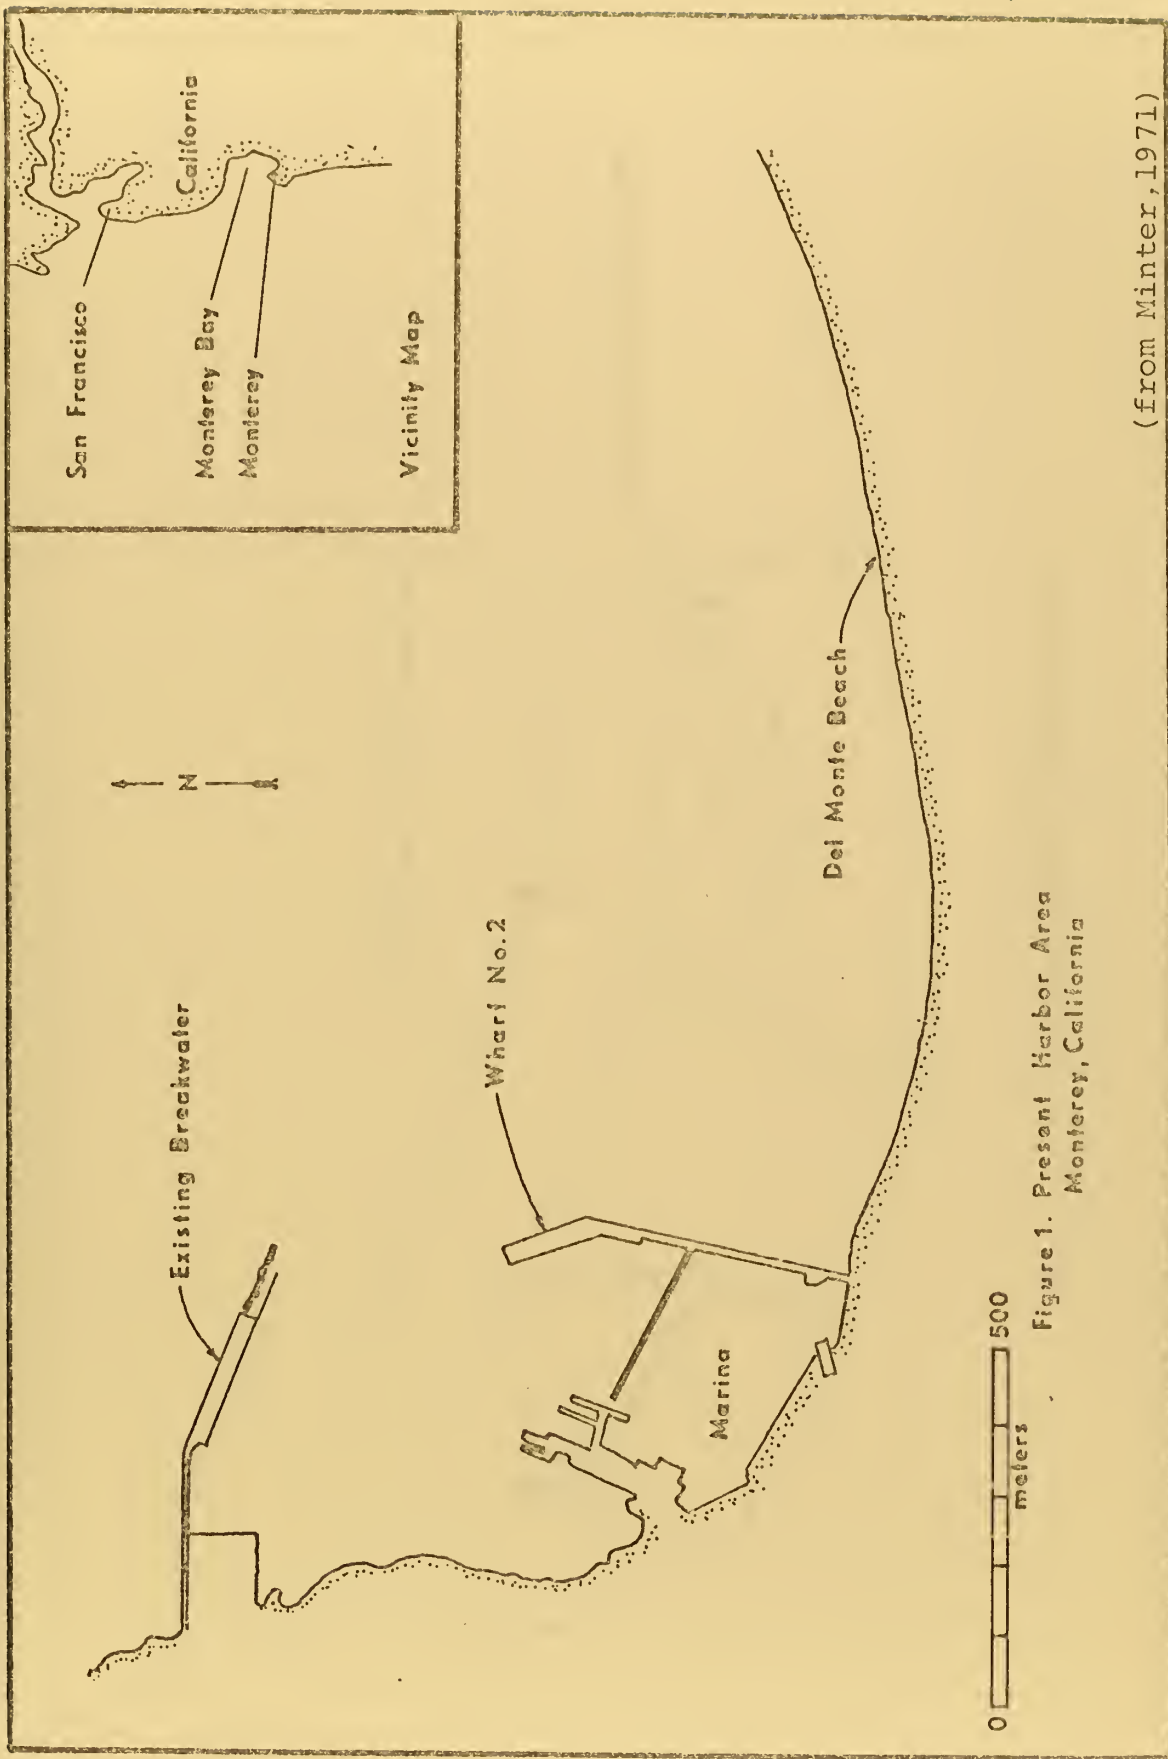 San Francisco
California
Monterey Bay
Monterey
Vicinity Map
N
Existing Breakwater
Wharf No.2
Del Monte Beach
Marina
0 500
meters
Figure 1. Present Harbor Area
Monterey, California
(from Minter,1971)